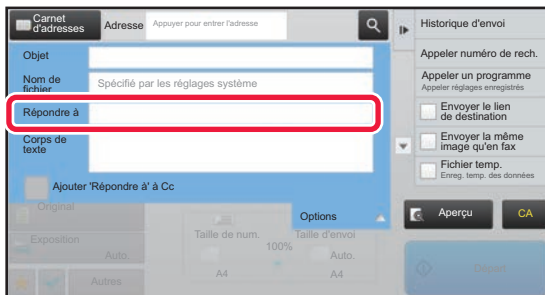 Carnet
d'adresses
Adresse
Appuyer pour entrer l'adresse
Objet
Nom de
fichier
Spécifié par les réglages système
Répondre à
Corps de
texte
Ajouter 'Répondre à' à Cc
Options
Original
Exposition
Auto.
Autres
Taille de num.
100%
Taille d'envoi
Auto.
A4
A4
Historique d'envoi
Appeler numéro de rech.
Appeler un programme
Appeler réglages enregistrés
Envoyer le lien
de destination
Envoyer la même
image qu'en fax
Fichier temp.
Enreg. temp. des données
Aperçu
CA
Départ